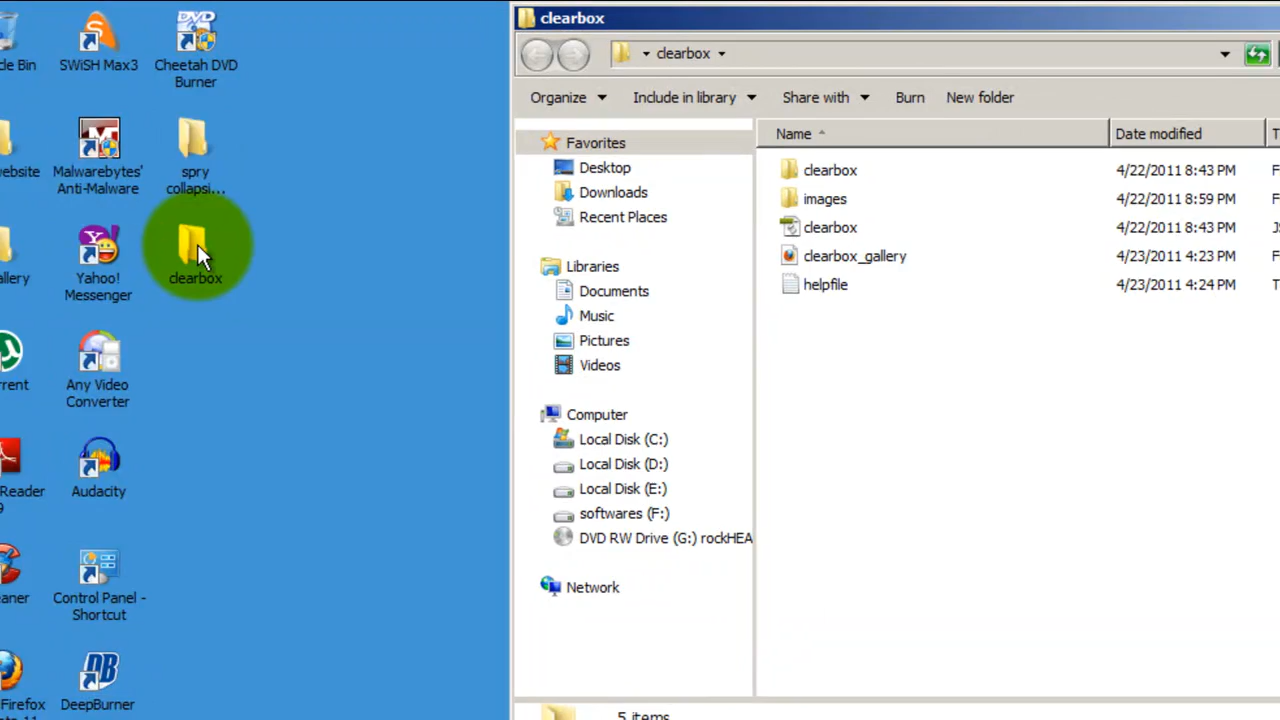 cle Bin
SWiSH Max3
Cheetah DVD
Burner
website
Malwarebytes'
Anti-Malware
spry
collapsi...
allery
Yahoo!
Messenger
clearbox
rrent
Any Video
Converter
Reader
9
Audacity
aner
Control Panel -
Shortcut
Firefox
DeepBurner
clearbox
clearbox
Organize
Include in library
Share with
Burn
New folder
Name
Date modified
T
Favorites
Desktop
Downloads
Recent Places
Libraries
Documents
Music
Pictures
Videos
Computer
Local Disk (C:)
Local Disk (D:)
Local Disk (E:)
softwares (F:)
DVD RW Drive (G:) rockHEA
Network
clearbox 4/22/2011 8:43 PM F
images 4/22/2011 8:59 PM F
clearbox 4/22/2011 8:43 PM JS
clearbox_gallery 4/23/2011 4:23 PM F
helpfile 4/23/2011 4:24 PM T
5 items